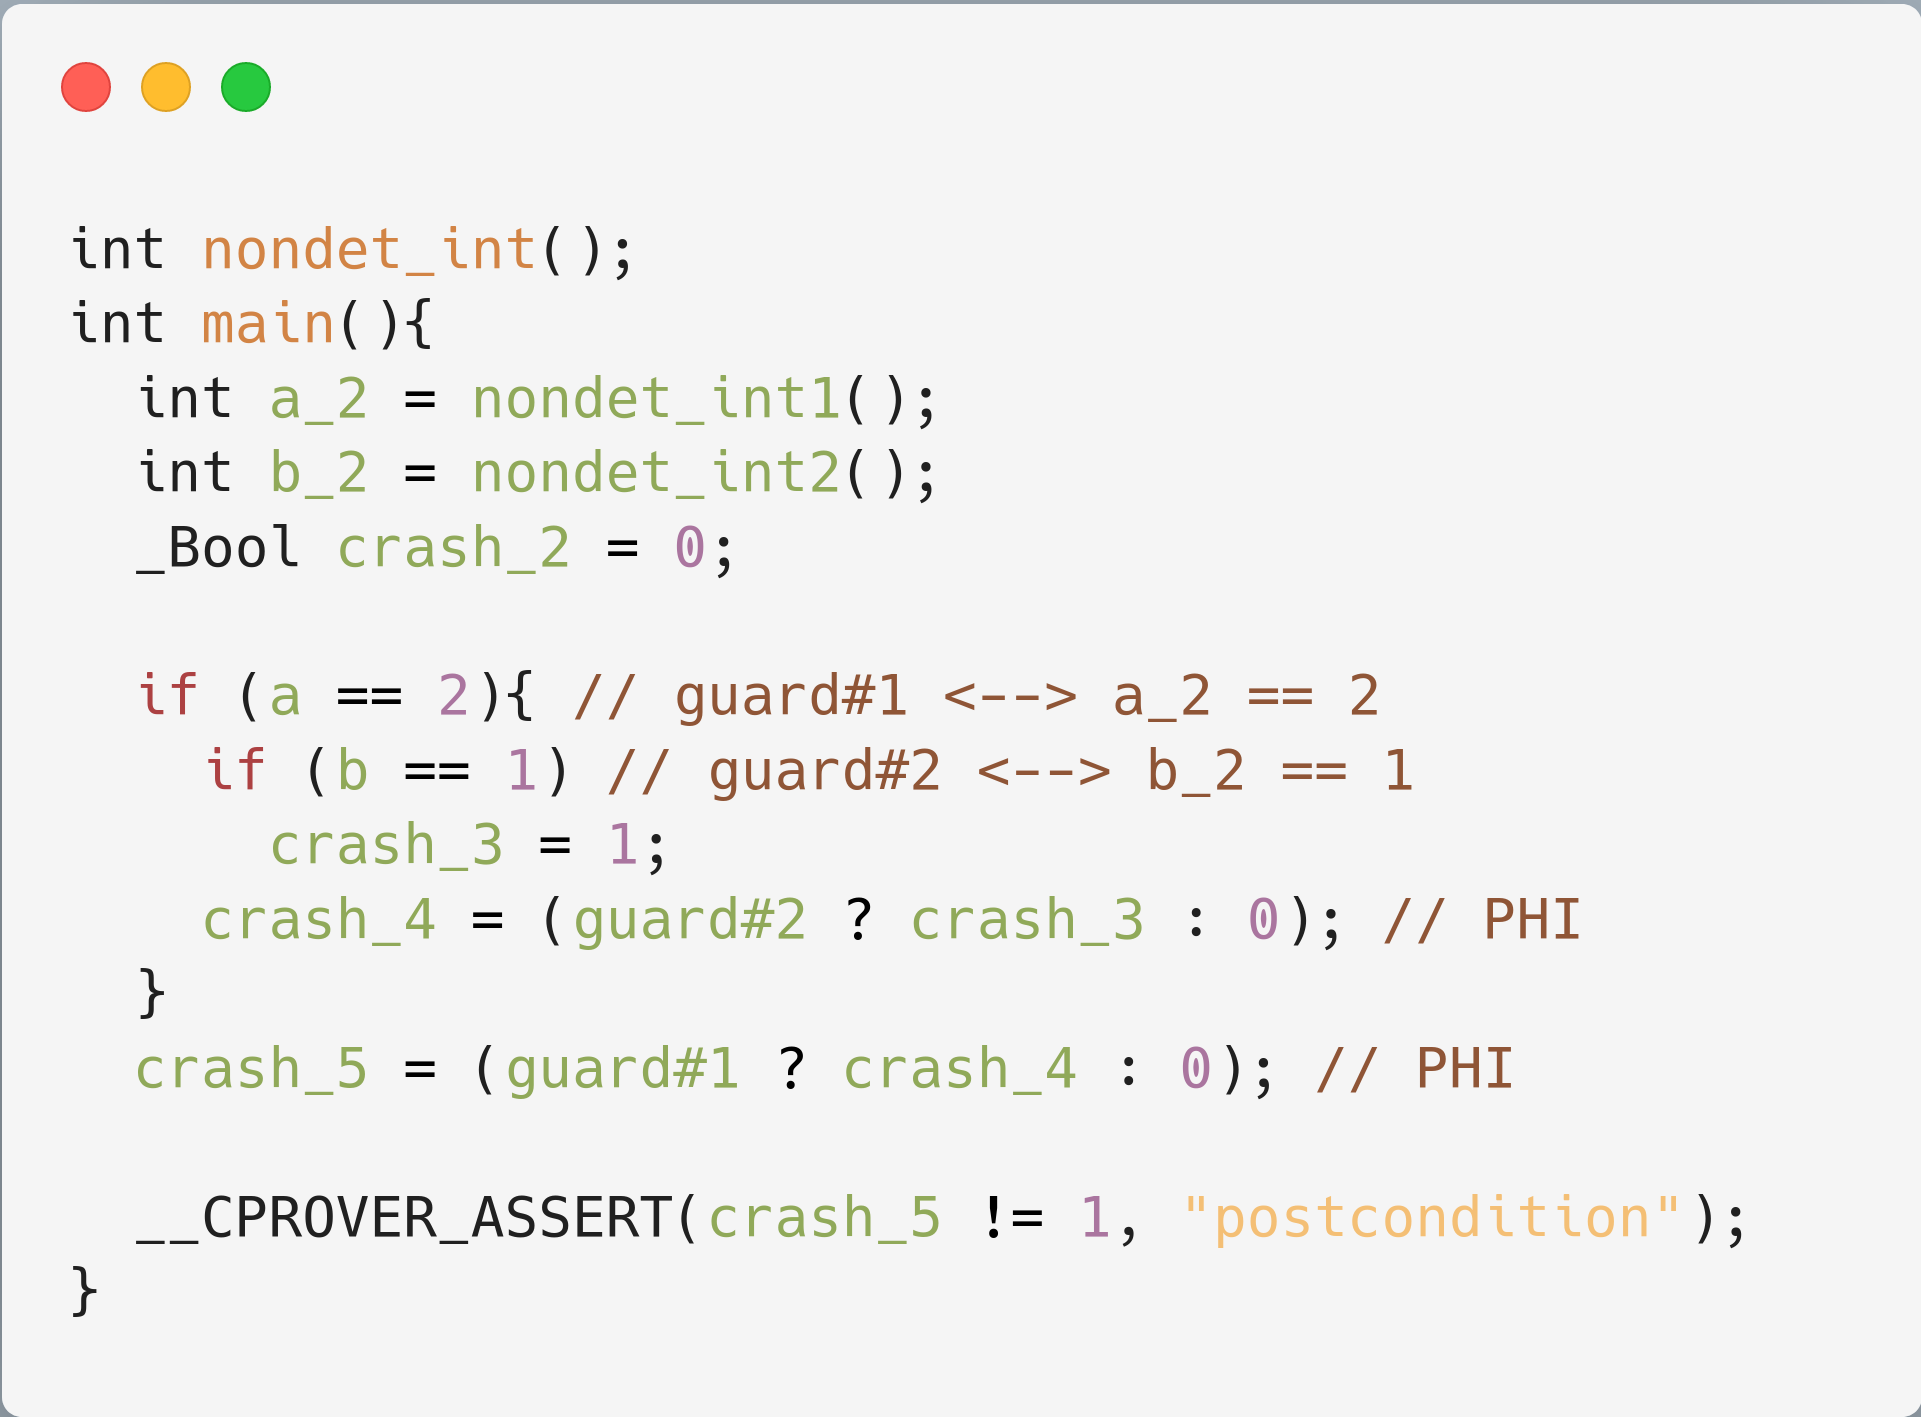 int nondet_int();
int main(){
  int a_2 = nondet_int1();
  int b_2 = nondet_int2();
  _Bool crash_2 = 0;

  if (a == 2){ // guard#1 <--> a_2 == 2
    if (b == 1) // guard#2 <--> b_2 == 1
      crash_3 = 1;
    crash_4 = (guard#2 ? crash_3 : 0); // PHI
  }
  crash_5 = (guard#1 ? crash_4 : 0); // PHI

  __CPROVER_ASSERT(crash_5 != 1, "postcondition");
}